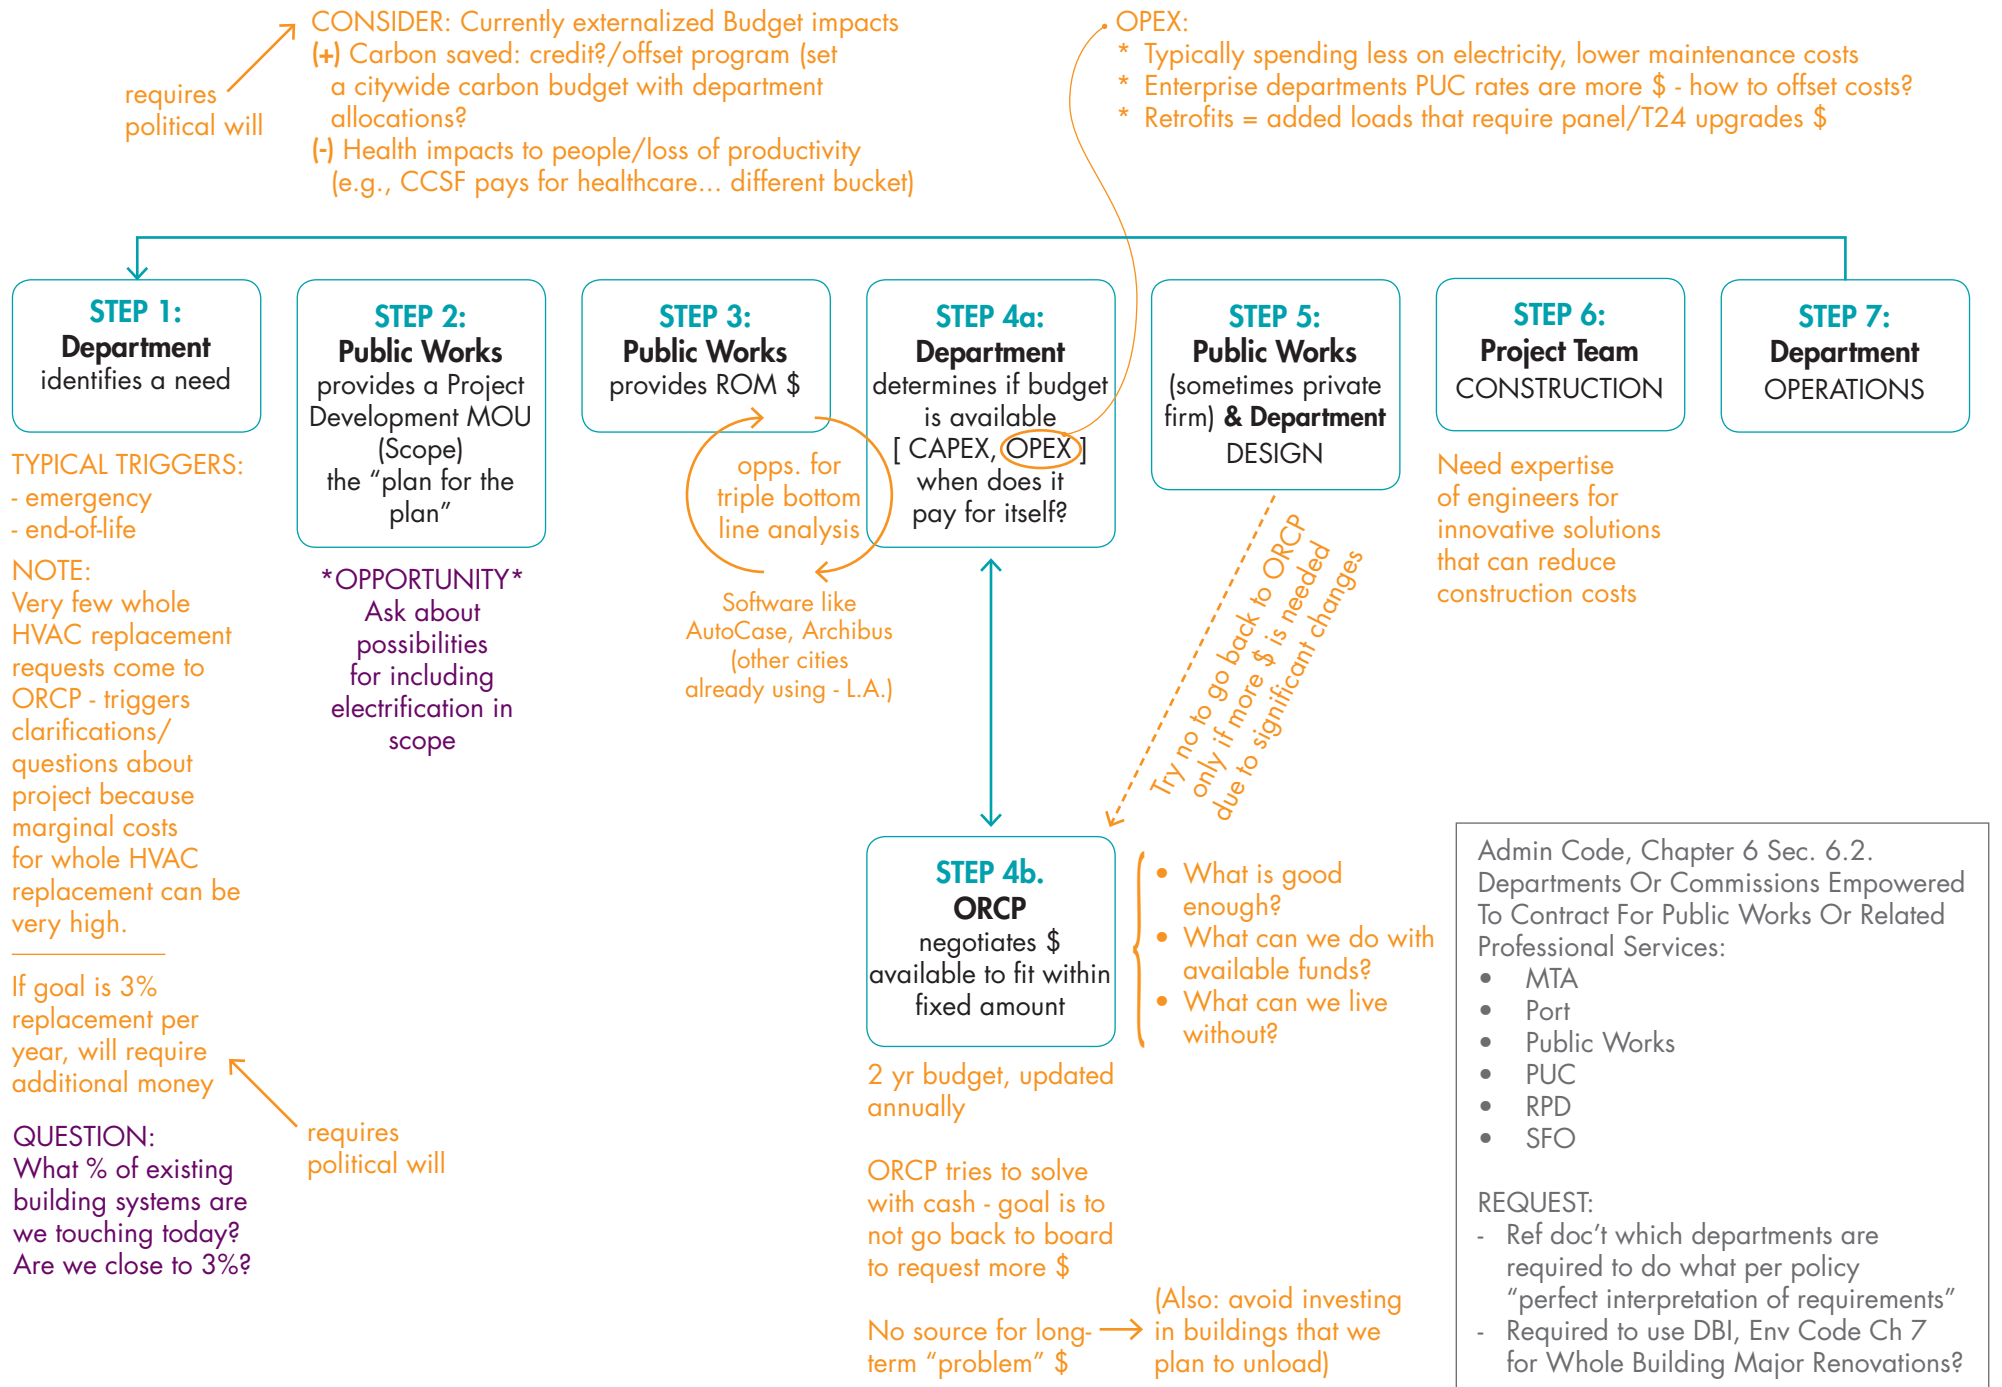 CONSIDER: Currently externalized Budget impacts
(+) Carbon saved: credit?/offset program (set
a citywide carbon budget with department
allocations?
(-) Health impacts to people/loss of productivity
(e.g., CCSF pays for healthcare... different bucket)
requires
political will
OPEX:
* Typically spending less on electricity, lower maintenance costs
* Enterprise departments PUC rates are more $ - how to offset costs?
* Retrofits = added loads that require panel/T24 upgrades $
STEP 1:
Department
identifies a need
TYPICAL TRIGGERS:
- emergency
- end-of-life
NOTE:
Very few whole
HVAC replacement
requests come to
ORCP - triggers
clarifications/
questions about
project because
marginal costs
for whole HVAC
replacement can be
very high.
If goal is 3%
replacement per
year, will require
additional money
requires
political will
QUESTION:
What % of existing
building systems are
we touching today?
Are we close to 3%?
STEP 2:
Public Works
provides a Project
Development MOU
(Scope)
the “plan for the
plan”
*OPPORTUNITY*
Ask about
possibilities
for including
electrification in
scope
STEP 3:
Public Works
provides ROM $
opps. for
triple bottom
line analysis
Software like
AutoCase, Archibus
(other cities
already using - L.A.)
STEP 4a:
Department
determines if budget
is available
[ CAPEX, OPEX ]
when does it
pay for itself?
STEP 4b.
ORCP
negotiates $
available to fit within
fixed amount
• What is good
enough?
• What can we do with
available funds?
• What can we live
without?
2 yr budget, updated
annually
ORCP tries to solve
with cash - goal is to
not go back to board
to request more $
No source for long-
term “problem” $
(Also: avoid investing
in buildings that we
plan to unload)
STEP 5:
Public Works
(sometimes private
firm) & Department
DESIGN
Try no to go back to ORCP
only if more $ is needed
due to significant changes
STEP 6:
Project Team
CONSTRUCTION
Need expertise
of engineers for
innovative solutions
that can reduce
construction costs
STEP 7:
Department
OPERATIONS
Admin Code, Chapter 6 Sec. 6.2.
Departments Or Commissions Empowered
To Contract For Public Works Or Related
Professional Services:
• MTA
• Port
• Public Works
• PUC
• RPD
• SFO
REQUEST:
- Ref doc’t which departments are
required to do what per policy
“perfect interpretation of requirements”
- Required to use DBI, Env Code Ch 7
for Whole Building Major Renovations?